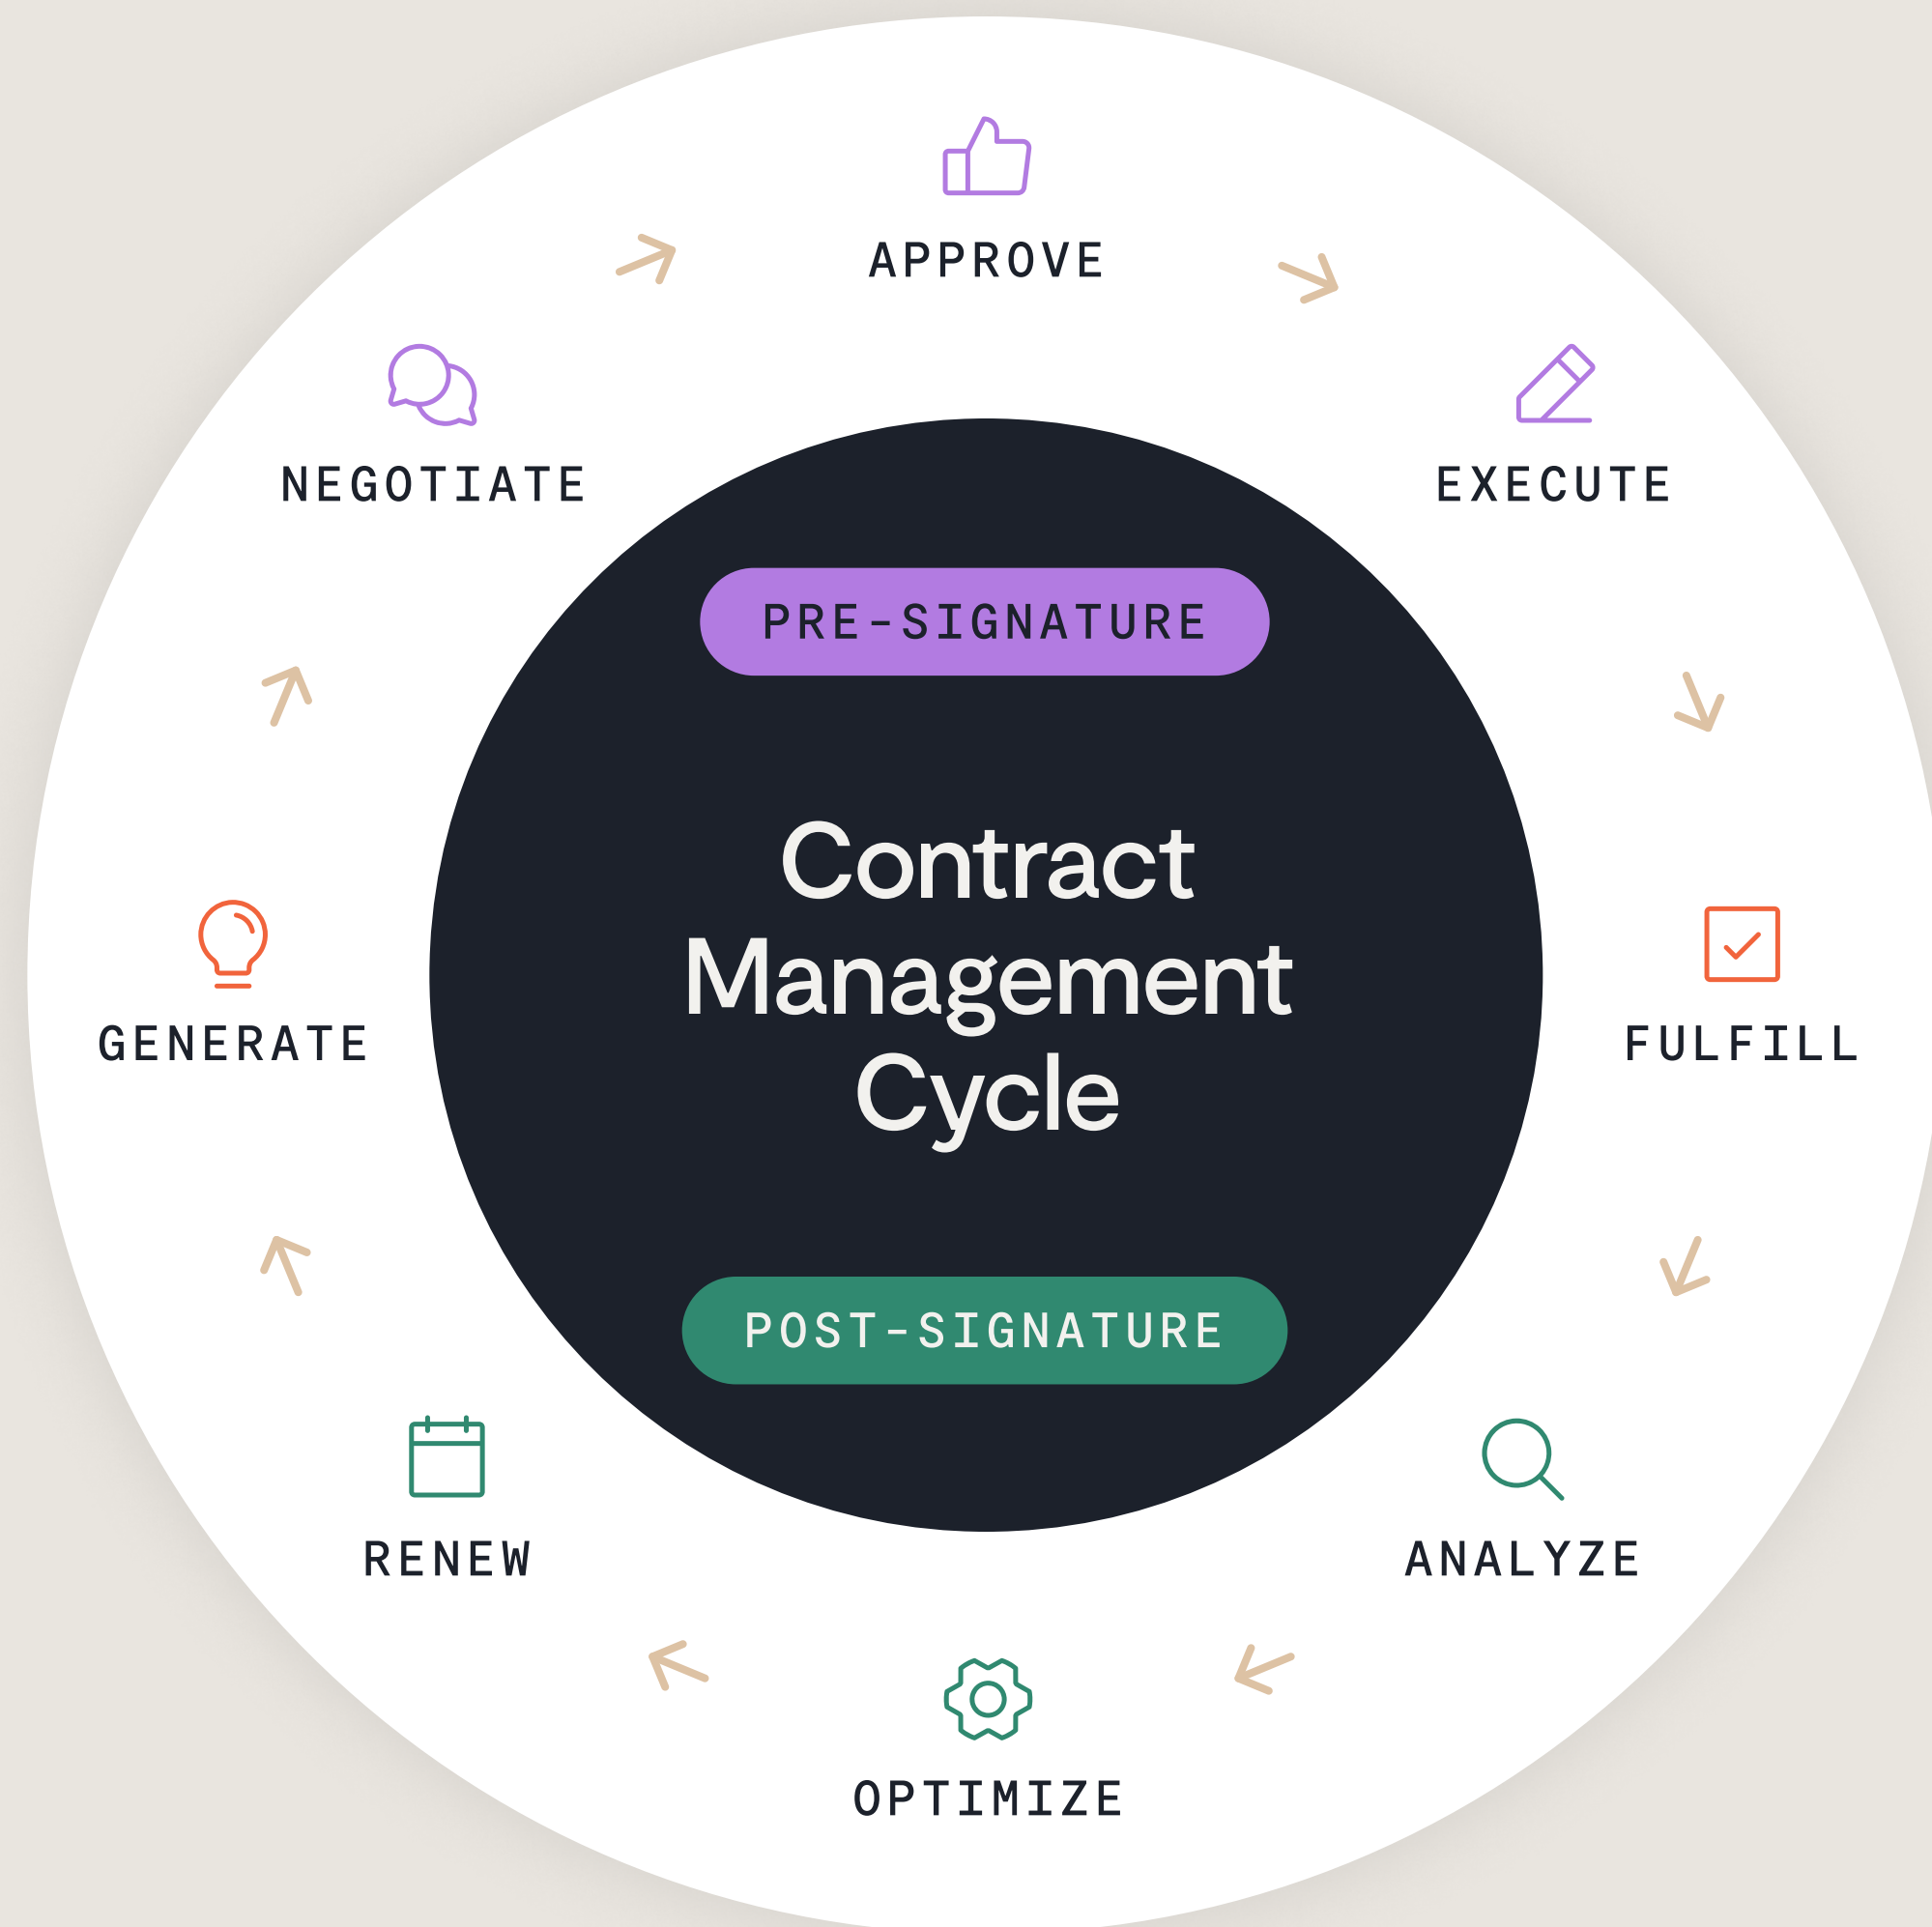 APPROVE
NEGOTIATE
EXECUTE
PRE-SIGNATURE
Contract
Management
Cycle
GENERATE
FULFILL
POST-SIGNATURE
RENEW
ANALYZE
OPTIMIZE